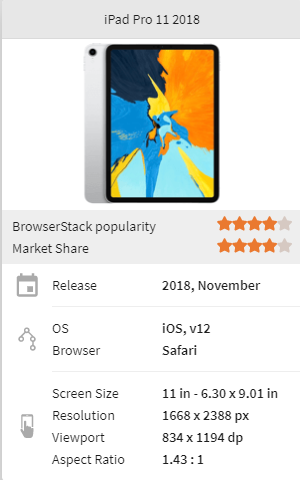 iPad Pro 11 2018
BrowserStack popularity
Market Share
Release 2018, November
OS iOS, v12
Browser Safari
Screen Size 11 in - 6.30 x 9.01 in
Resolution 1668 x 2388 px
Viewport 834 x 1194 dp
Aspect Ratio 1.43 : 1